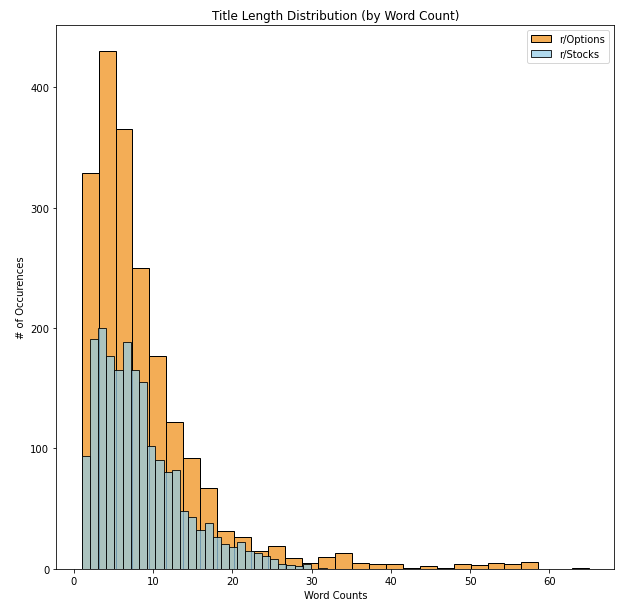 Title Length Distribution (by Word Count)
r/Options
r/Stocks
400
300
200
100
0
# of Occurences
0 10 20 30 40 50 60
Word Counts